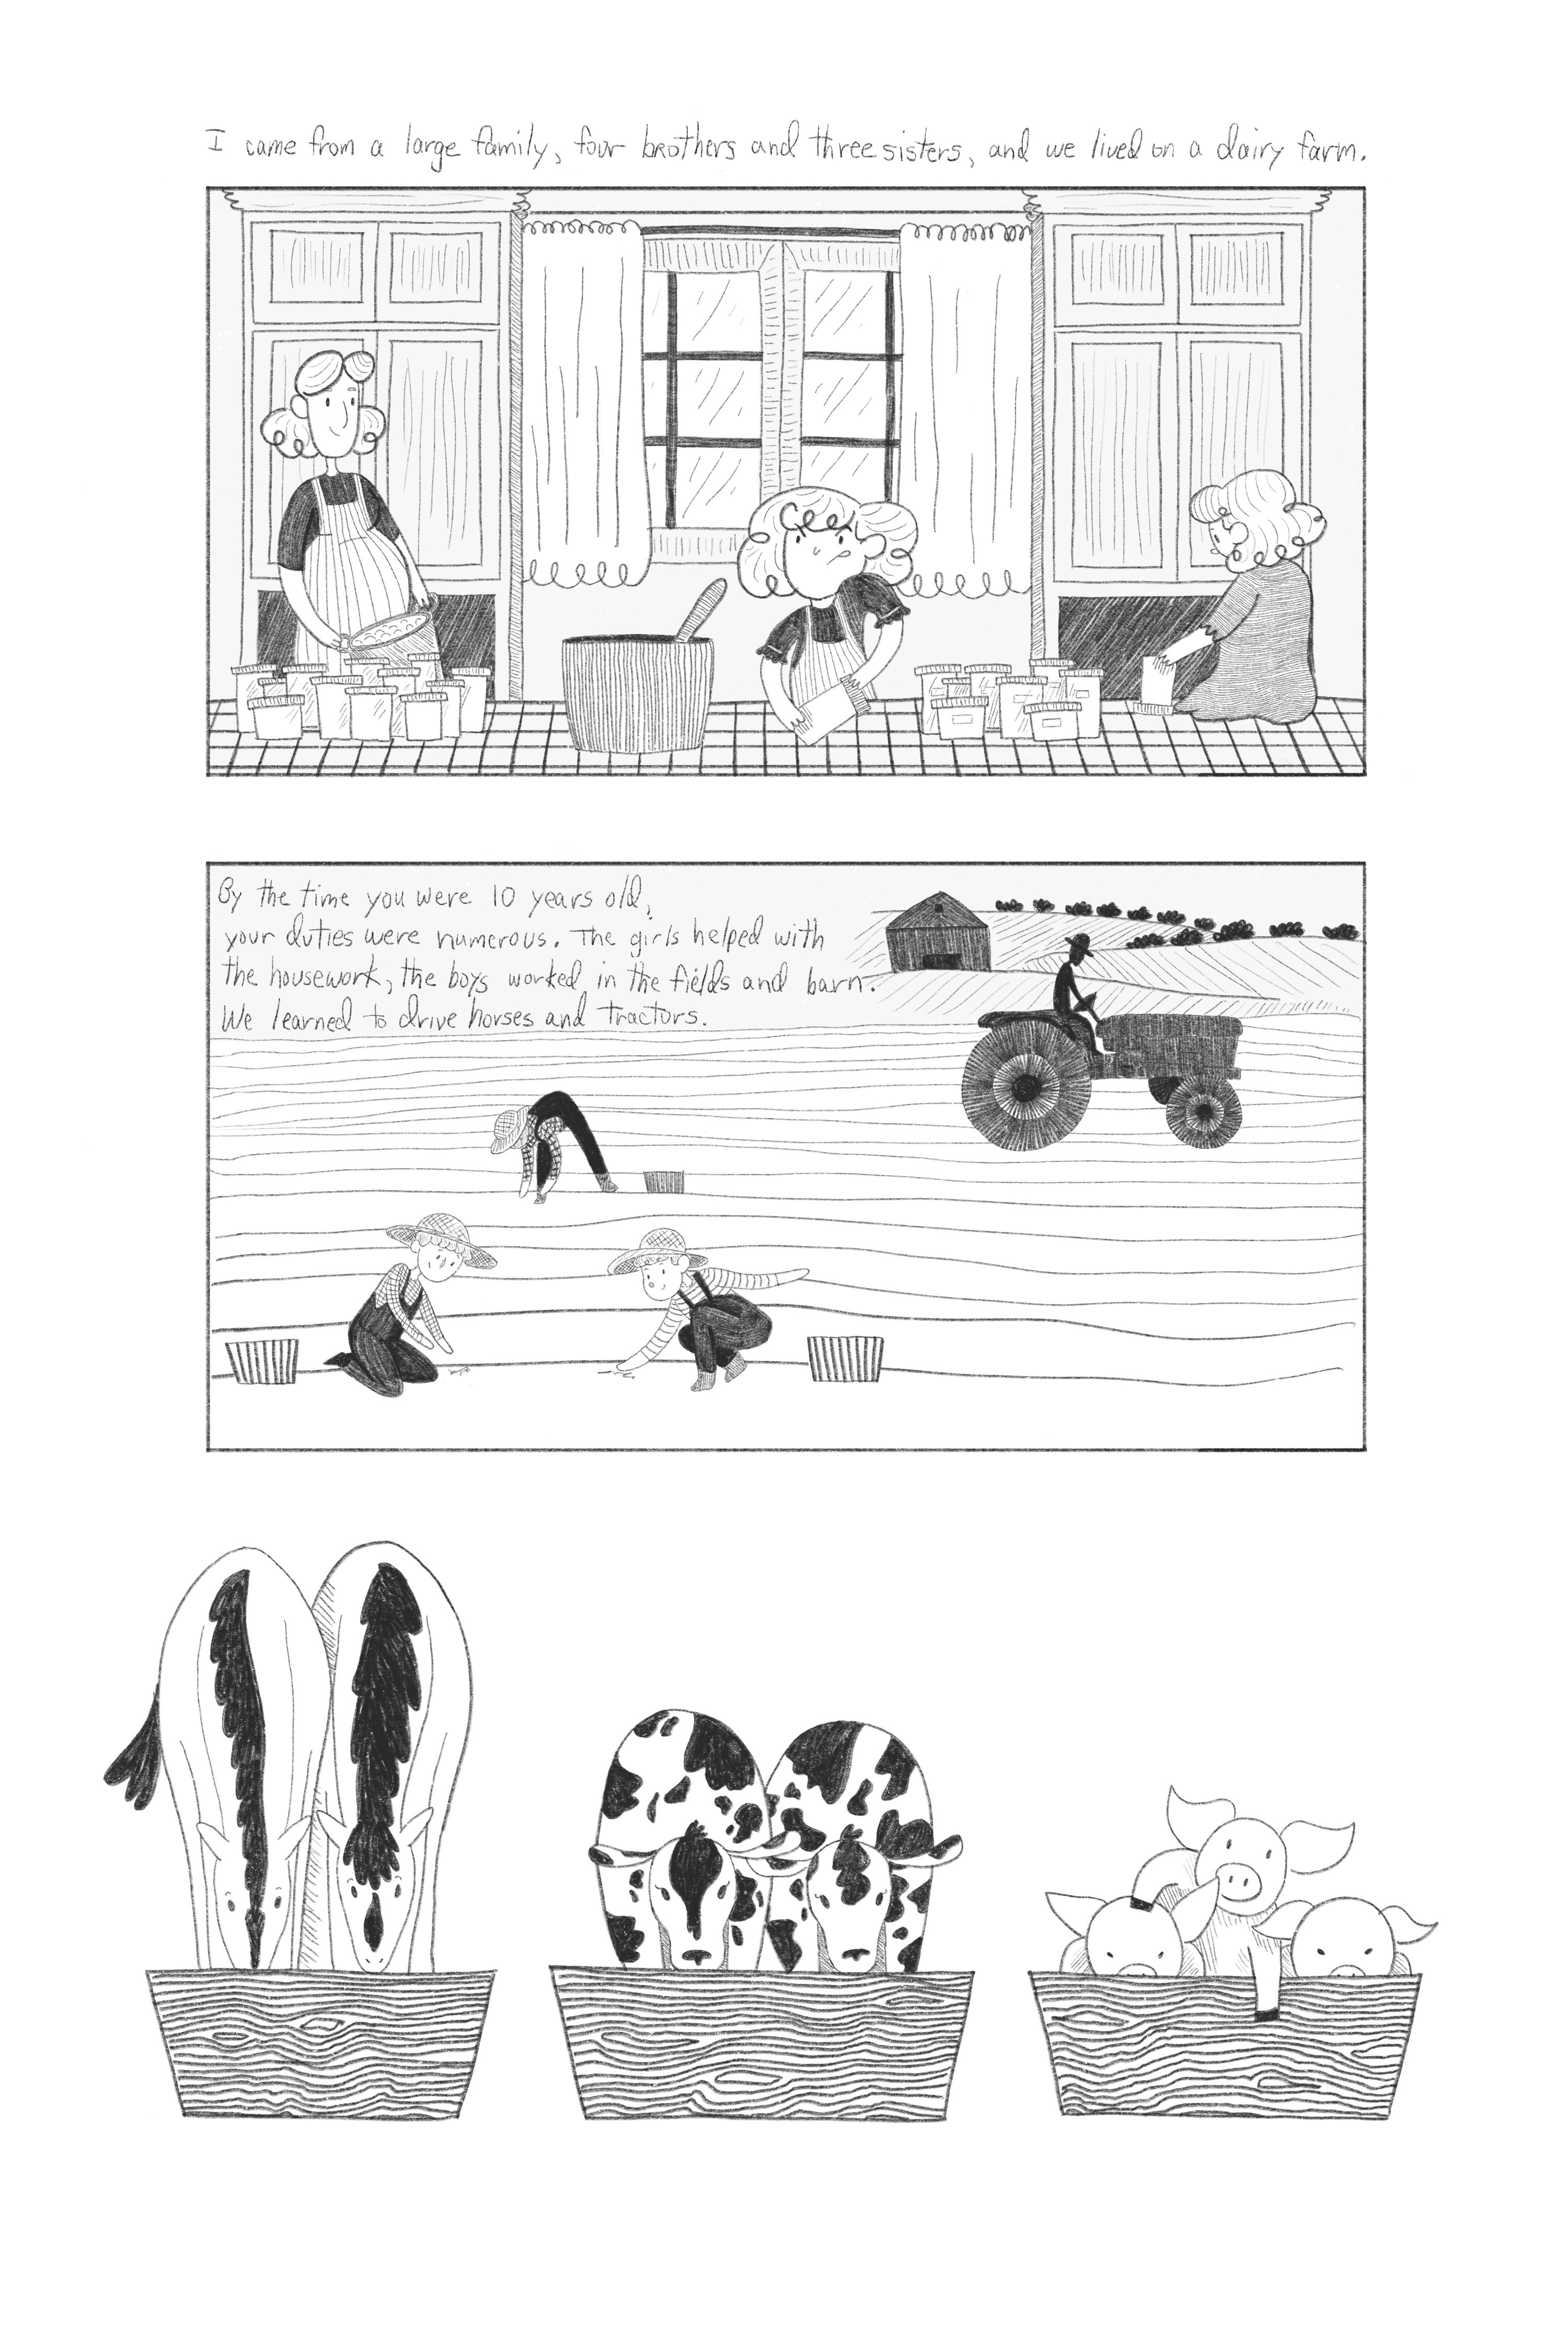 I came from a large family, four brothers and three sisters, and we lived on a dairy farm.
By the time you were 10 years old,
your duties were numerous. The girls helped with
the housework, the boys worked in the fields and barn.
We learned to drive horses and tractors.